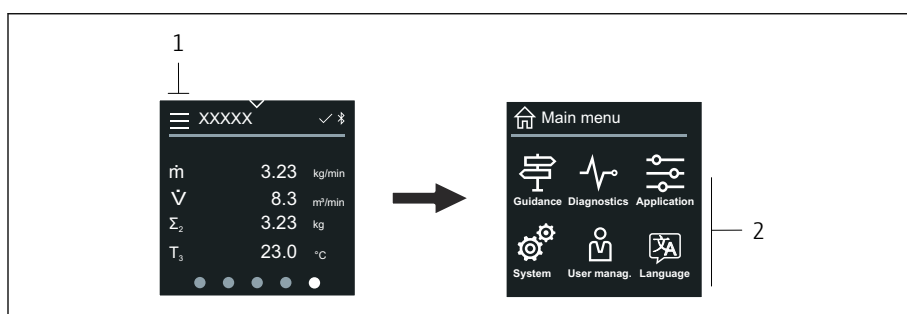 1
XXXXX
ṁ 3.23 kg/min
V̇ 8.3 m³/min
Σ₂ 3.23 kg
T₃ 23.0 °C
Main menu
Guidance Diagnostics Application
System User manag. Language
2